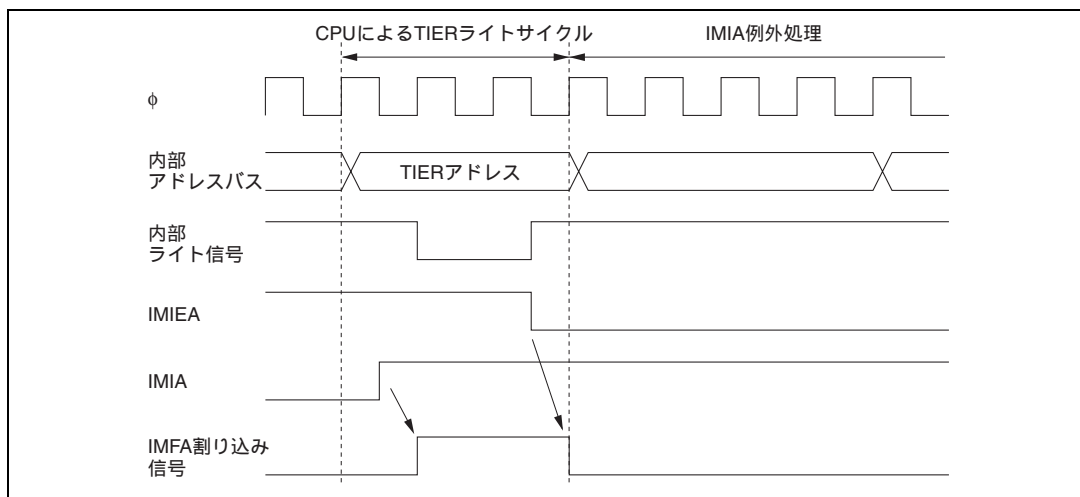 CPUによるTIERライトサイクル
IMIA例外処理
φ
内部
アドレスバス
TIERアドレス
内部
ライト信号
IMIEA
IMIA
IMFA割り込み
信号